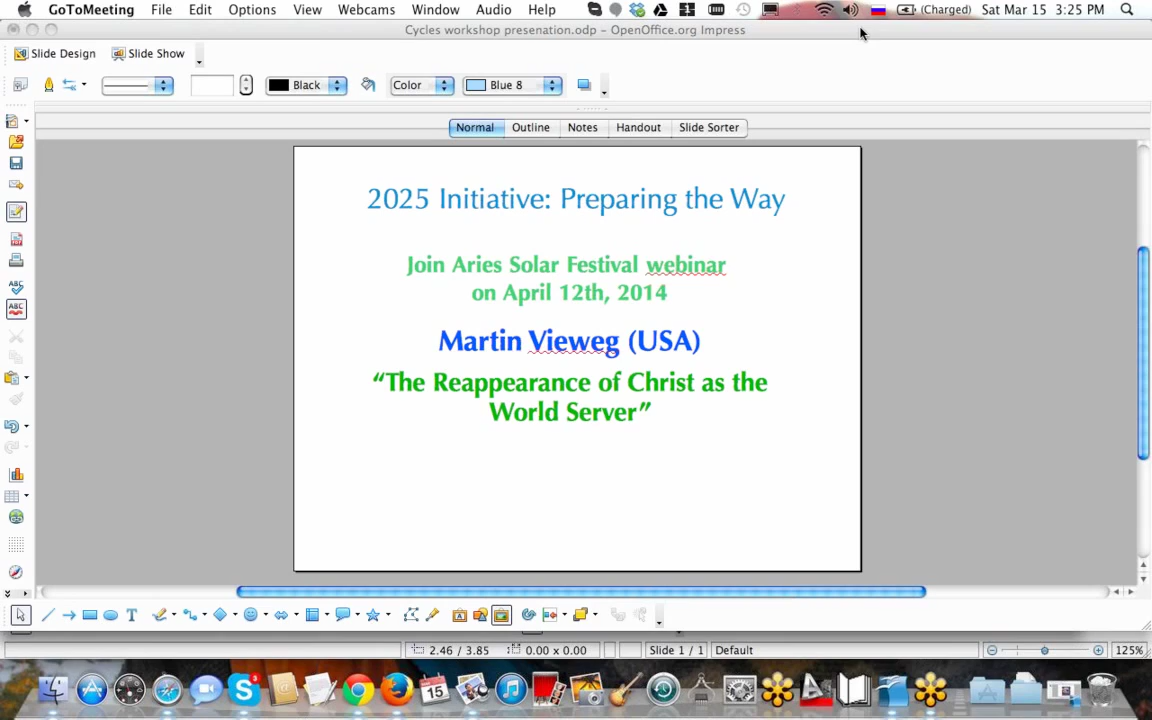 GoToMeeting File Edit Options View Webcams Window Audio Help (Charged) Sat Mar 15 3:25 PM
Cycles workshop presenation.odp – OpenOffice.org Impress
Slide Design Slide Show
Black Color Blue 8
Normal Outline Notes Handout Slide Sorter
2025 Initiative: Preparing the Way
Join Aries Solar Festival webinar
on April 12th, 2014
Martin Vieweg (USA)
“The Reappearance of Christ as the
World Server”
2.46 / 3.85 0.00 x 0.00 Slide 1 / 1 Default 125%